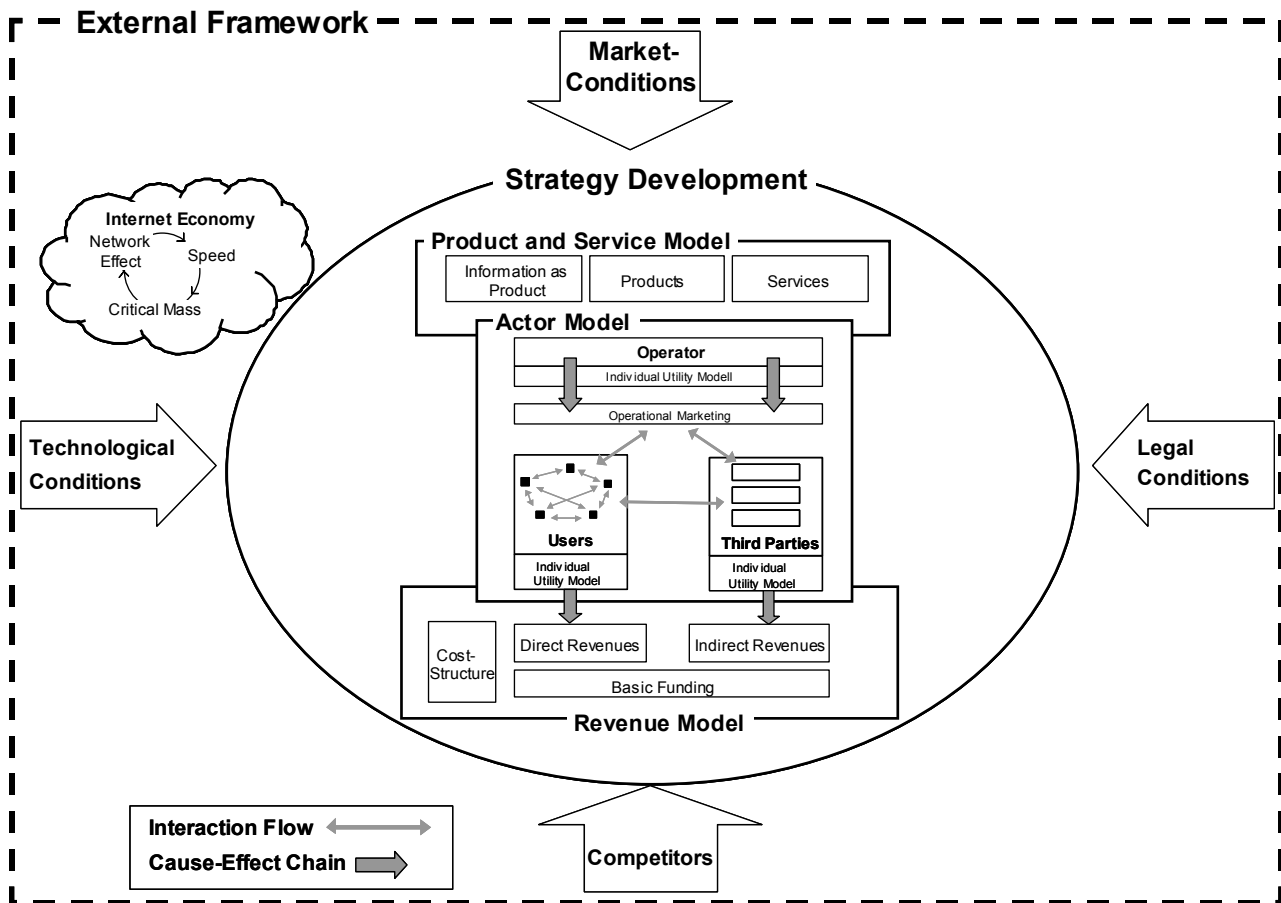 External Framework
Market-
Conditions
Strategy Development
Internet Economy
Network
Effect
Speed
Critical Mass
Product and Service Model
Information as
Product
Products
Services
Actor Model
Operator
Individual Utility Modell
Operational Marketing
Technological
Conditions
Legal
Conditions
Users
Third Parties
Individual
Utility Model
Individual
Utility Model
Cost-
Structure
Direct Revenues
Indirect Revenues
Basic Funding
Revenue Model
Interaction Flow
Cause-Effect Chain
Competitors